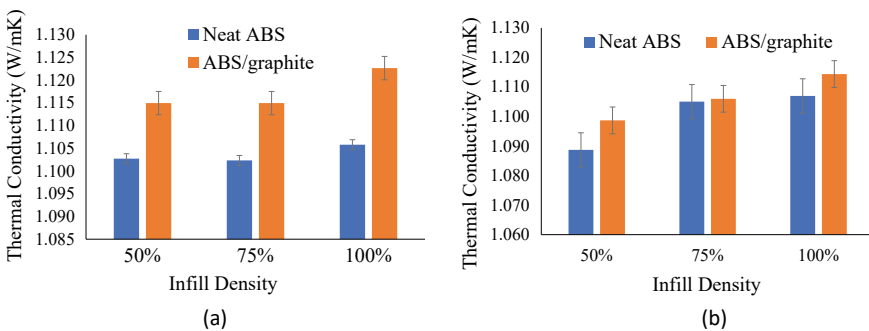 Thermal Conductivity (W/mK)
1.130
1.125
1.120
1.115
1.110
1.105
1.100
1.095
1.090
1.085
Neat ABS
ABS/graphite
50%
75%
100%
Infill Density
(a)
Thermal Conductivity (W/mK)
1.130
1.120
1.110
1.100
1.090
1.080
1.070
1.060
Neat ABS
ABS/graphite
50%
75%
100%
Infill Density
(b)